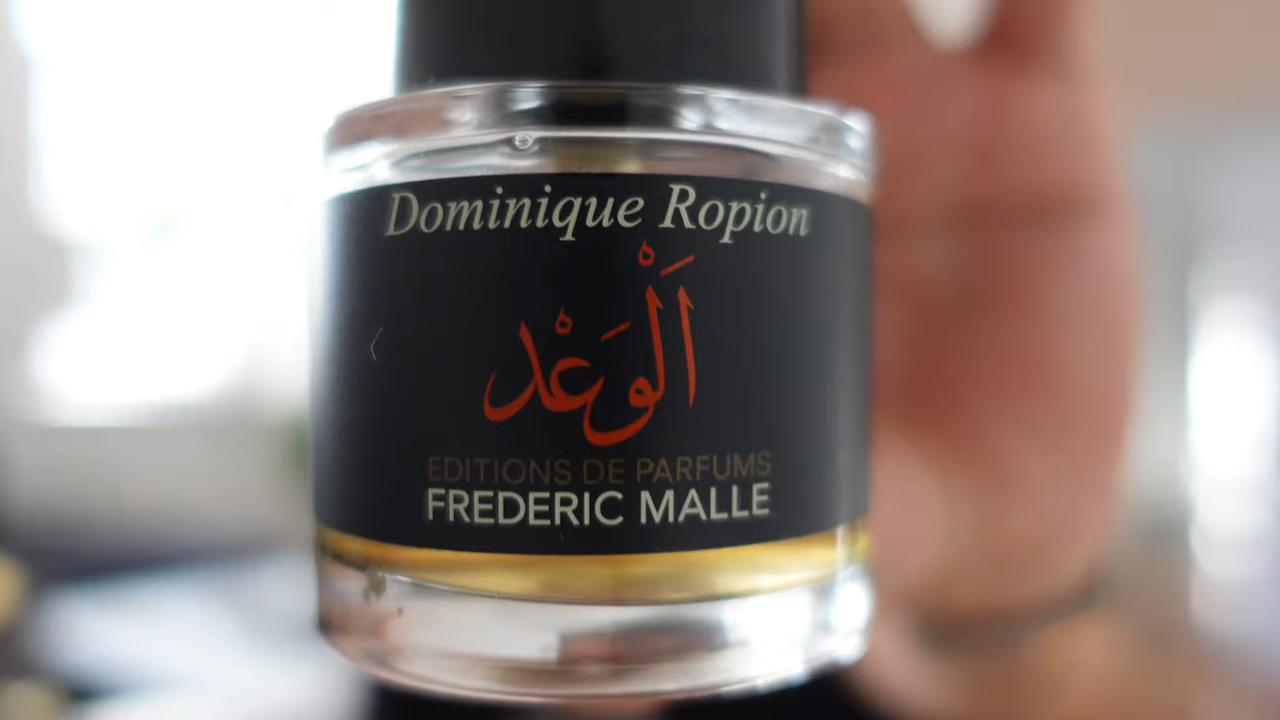 Dominique Ropion
اَلْوَعْد
EDITIONS DE PARFUMS
FREDERIC MALLE